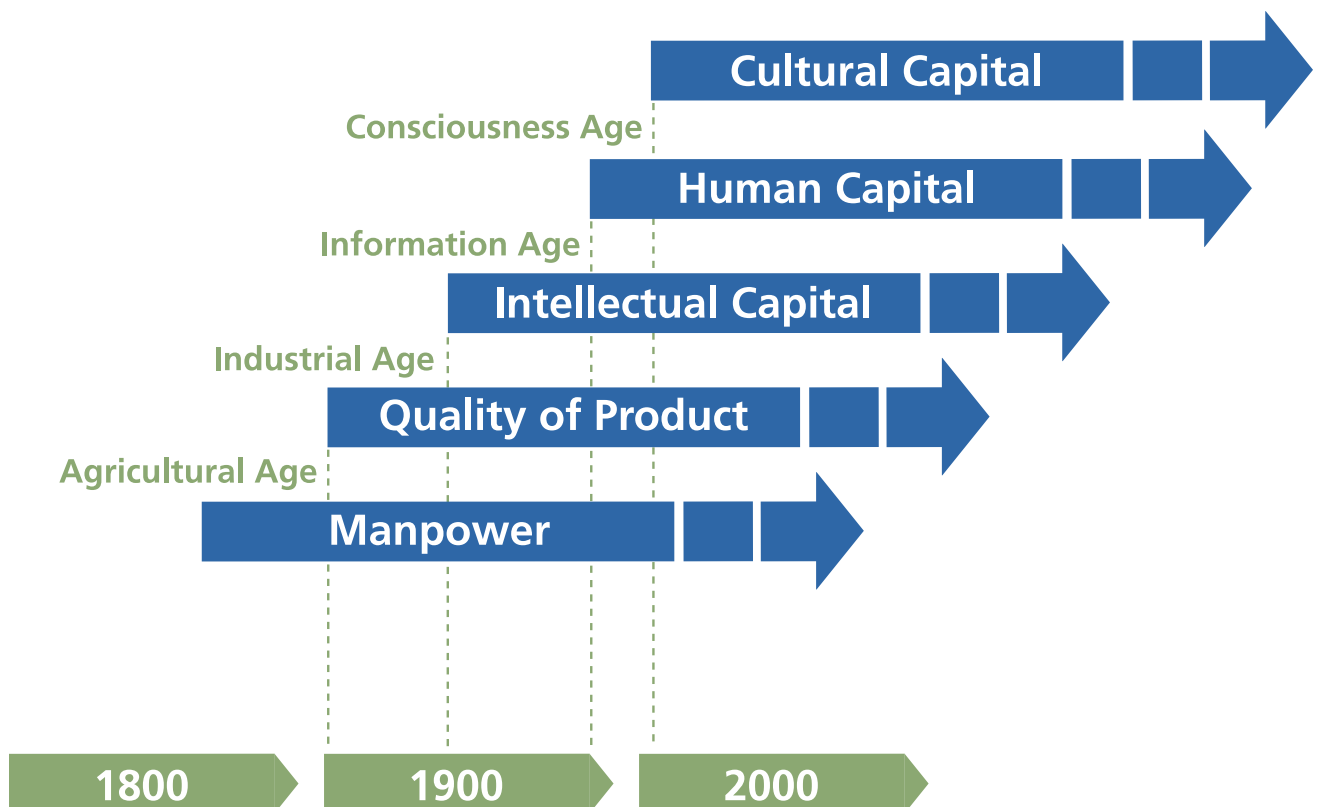 Cultural Capital
Consciousness Age
Human Capital
Information Age
Intellectual Capital
Industrial Age
Quality of Product
Agricultural Age
Manpower
1800
1900
2000